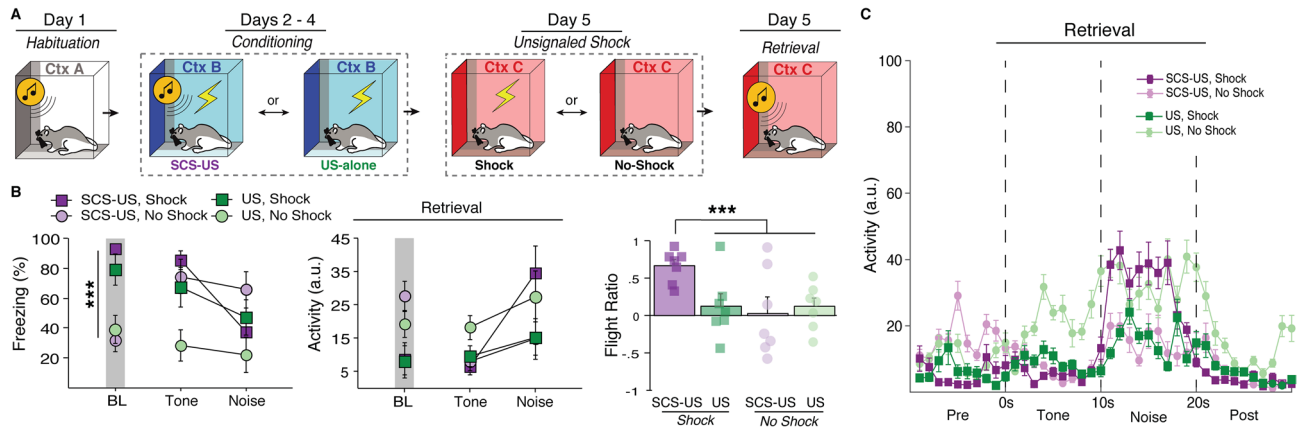 A
Day 1
Habituation
Ctx A
Days 2 - 4
Conditioning
Ctx B
or
Ctx B
SCS-US
US-alone
Day 5
Unsignaled Shock
Ctx C
or
Ctx C
Shock
No-Shock
Day 5
Retrieval
Ctx C
B
SCS-US, Shock
US, Shock
SCS-US, No Shock
US, No Shock
Retrieval
Freezing (%)
100
80
60
40
20
***
BL
Tone
Noise
Activity (a.u.)
45
35
25
15
5
BL
Tone
Noise
Flight Ratio
1
.5
0
-.5
-1
***
SCS-US
US
SCS-US
US
Shock
No Shock
C
Retrieval
SCS-US, Shock
SCS-US, No Shock
US, Shock
US, No Shock
Activity (a.u.)
100
80
60
40
20
Pre
0s
Tone
10s
Noise
20s
Post